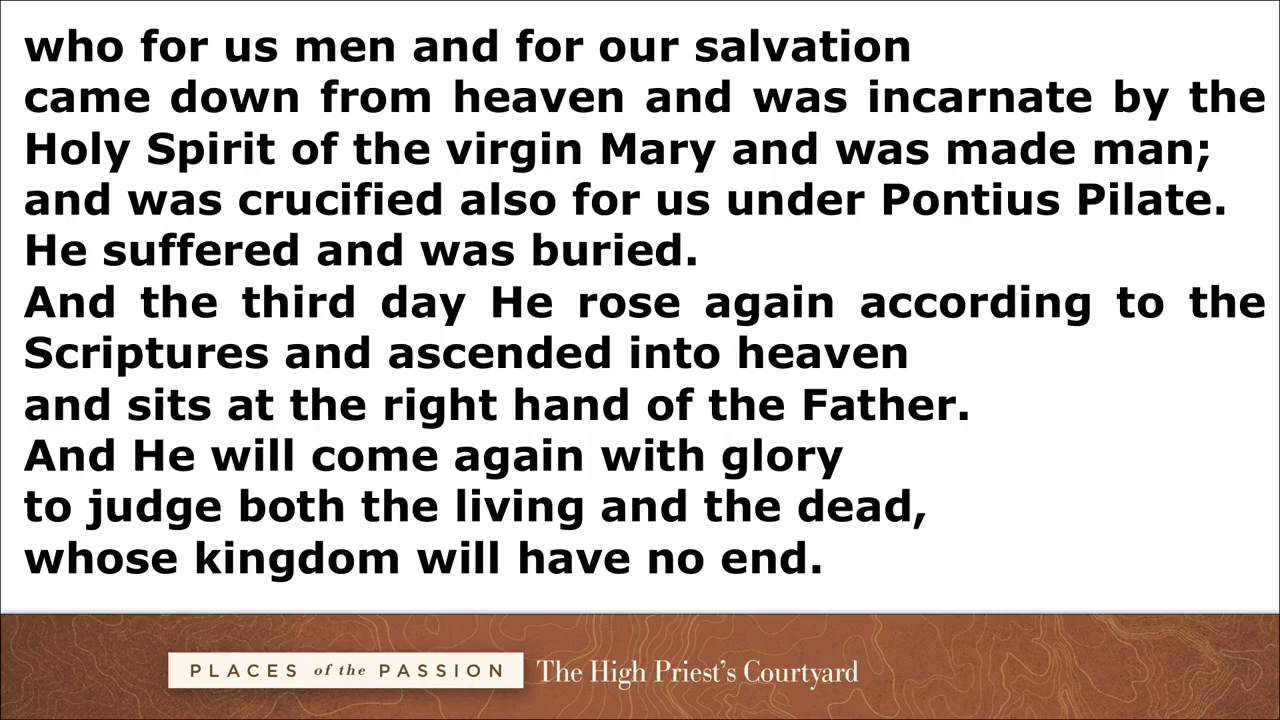 who for us men and for our salvation
came down from heaven and was incarnate by the
Holy Spirit of the virgin Mary and was made man;
and was crucified also for us under Pontius Pilate.
He suffered and was buried.
And the third day He rose again according to the
Scriptures and ascended into heaven
and sits at the right hand of the Father.
And He will come again with glory
to judge both the living and the dead,
whose kingdom will have no end.
PLACES of the PASSION The High Priest's Courtyard